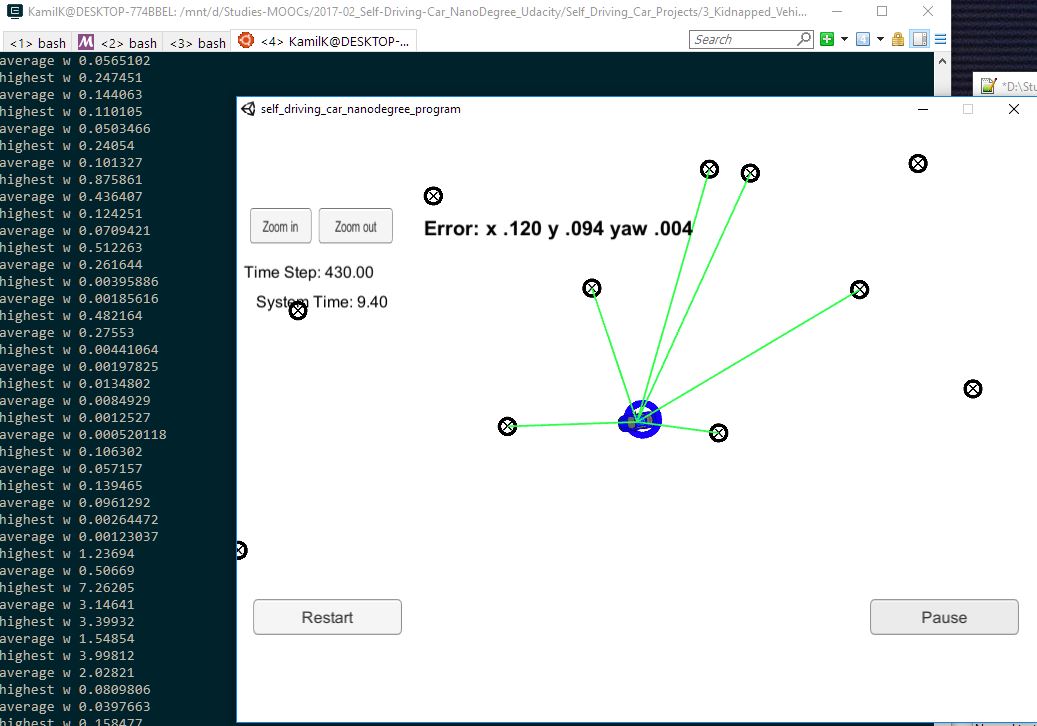 KamilK@DESKTOP-774BBEL: /mnt/d/Studies-MOOCs/2017-02_Self-Driving-Car_NanoDegree_Udacity/Self_Driving_Car_Projects/3_Kidnapped_Vehi...
<1> bash
<2> bash
<3> bash
<4> KamilK@DESKTOP-...
Search
*D:\Stu
average w 0.0565102
highest w 0.247451
average w 0.144063
highest w 0.110105
average w 0.0503466
highest w 0.24054
average w 0.101327
highest w 0.875861
average w 0.436407
highest w 0.124251
average w 0.0709421
highest w 0.512263
average w 0.261644
highest w 0.00395886
average w 0.00185616
highest w 0.482164
average w 0.27553
highest w 0.00441064
average w 0.00197825
highest w 0.0134802
average w 0.0084929
highest w 0.0012527
average w 0.000520118
highest w 0.106302
average w 0.057157
highest w 0.139465
average w 0.0961292
highest w 0.00264472
average w 0.00123037
highest w 1.23694
average w 0.50669
highest w 7.26205
average w 3.14641
highest w 3.39932
average w 1.54854
highest w 3.99812
average w 2.02821
highest w 0.0809806
average w 0.0397663
highest w 0.158477
self_driving_car_nanodegree_program
Zoom in
Zoom out
Error: x .120 y .094 yaw .004
Time Step: 430.00
System Time: 9.40
Restart
Pause